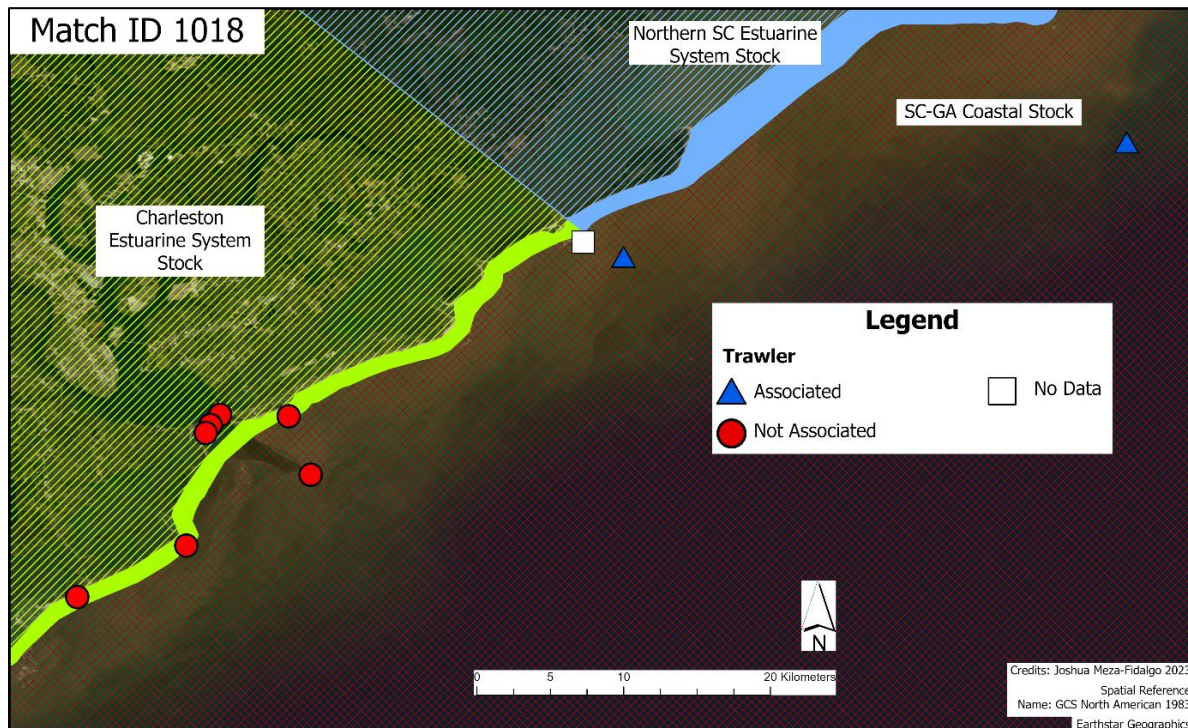 Match ID 1018
Northern SC Estuarine
System Stock
SC-GA Coastal Stock
Charleston
Estuarine System
Stock
Legend
Trawler
Associated
No Data
Not Associated
N
0 5 10 20 Kilometers
Credits: Joshua Meza-Fidalgo 2023
Spatial Reference
Name: GCS North American 1983
Earthstar Geographics